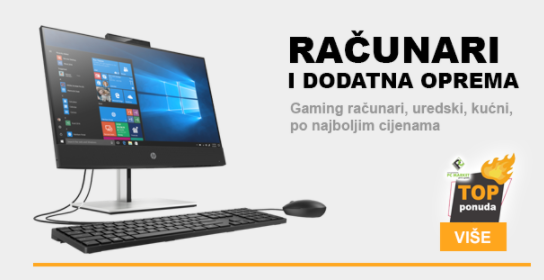 RAČUNARI
I DODATNA OPREMA
Gaming računari, uredski, kućni,
po najboljim cijenama
TOP
ponuda
VIŠE